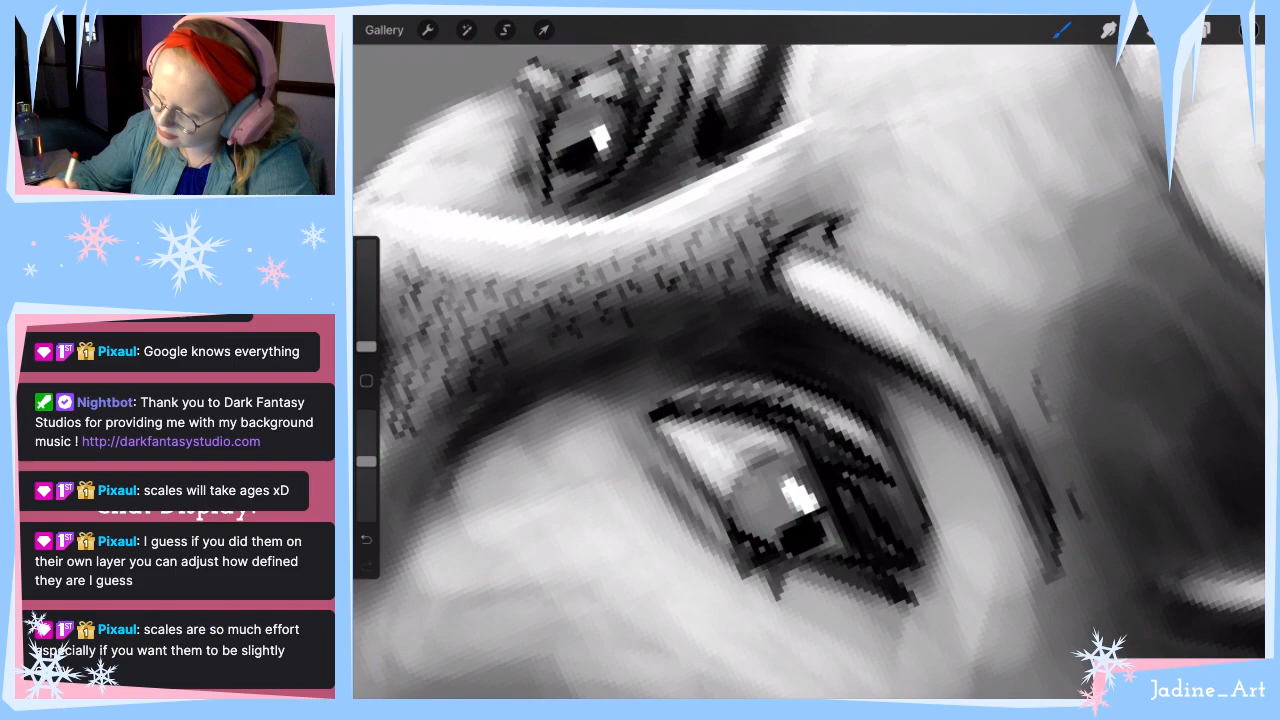 Gallery
Pixaul: Google knows everything
Nightbot: Thank you to Dark Fantasy
Studios for providing me with my background
music ! http://darkfantasystudio.com
Pixaul: scales will take ages xD
Chat Display:
Pixaul: I guess if you did them on
their own layer you can adjust how defined
they are I guess
Pixaul: scales are so much effort
especially if you want them to be slightly
Jadine_Art